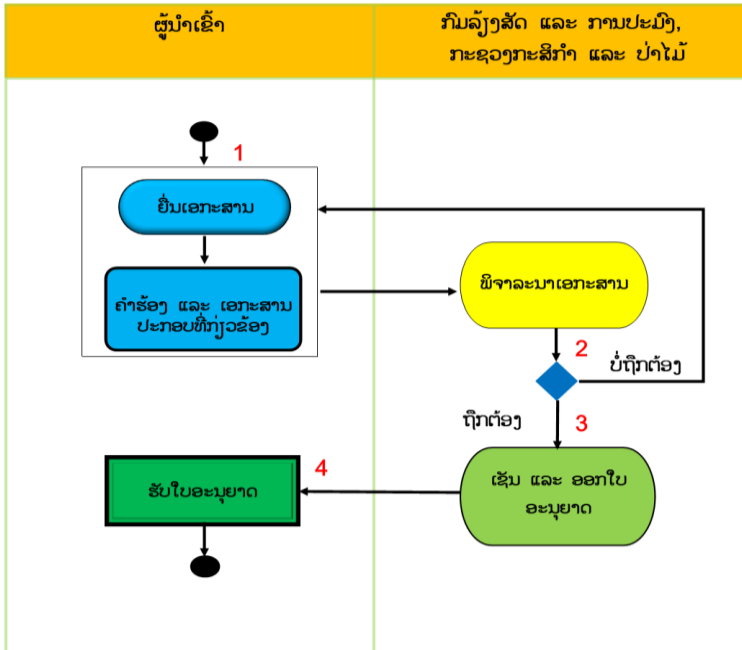 ຜູ້ນຳເຂົ້າ
ກົມລ້ຽງສັດ ແລະ ການປະມົງ,
ກະຊວງກະສິກຳ ແລະ ປ່າໄມ້
1
ຍື່ນເອກະສານ
ຄຳຮ້ອງ ແລະ ເອກະສານ
ປະກອບທີ່ກ່ຽວຂ້ອງ
ພິຈາລະນາເອກະສານ
2
ບໍ່ຖືກຕ້ອງ
ຖືກຕ້ອງ
3
ເຊັນ ແລະ ອອກໃບ
ອະນຸຍາດ
4
ຮັບໃບອະນຸຍາດ